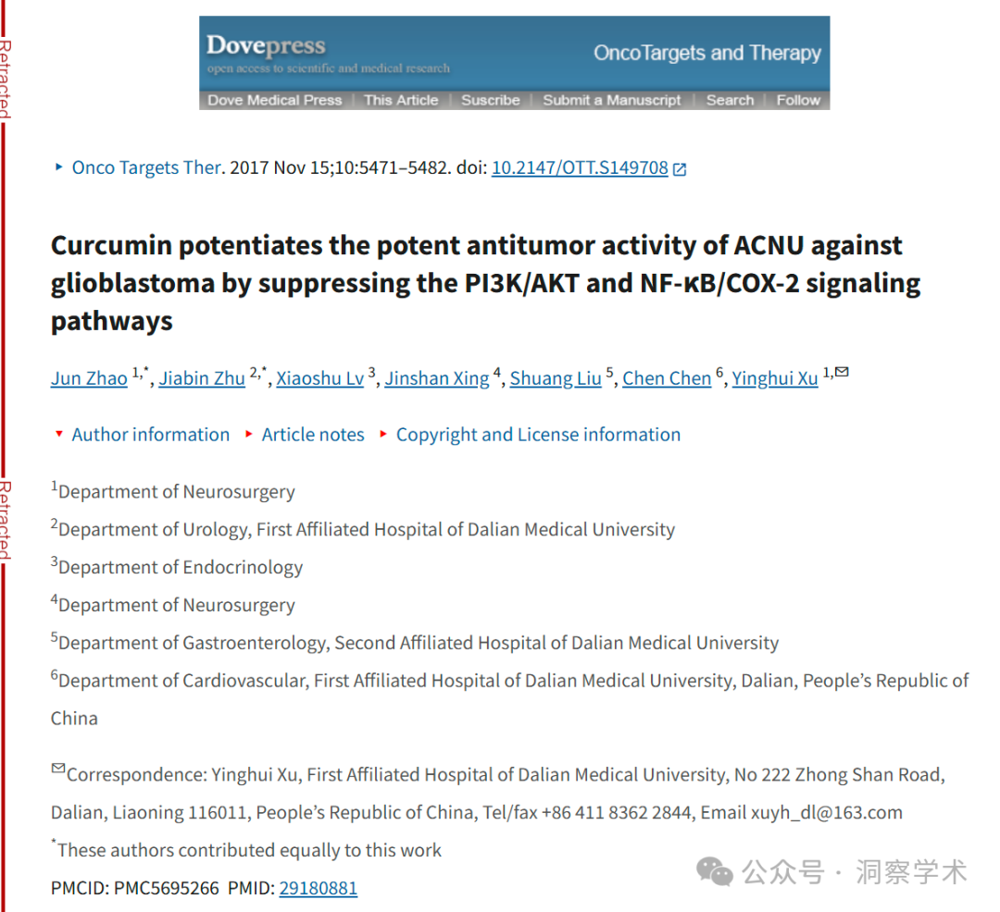 Retracted
Retracted
Dovepress
open access to scientific and medical research
OncoTargets and Therapy
Dove Medical Press | This Article | Suscribe | Submit a Manuscript | Search | Follow
Onco Targets Ther. 2017 Nov 15;10:5471–5482. doi: 10.2147/OTT.S149708
Curcumin potentiates the potent antitumor activity of ACNU against
glioblastoma by suppressing the PI3K/AKT and NF-κB/COX-2 signaling
pathways
Jun Zhao 1,*, Jiabin Zhu 2,*, Xiaoshu Lv 3, Jinshan Xing 4, Shuang Liu 5, Chen Chen 6, Yinghui Xu 1,✉
Author information Article notes Copyright and License information
1Department of Neurosurgery
2Department of Urology, First Affiliated Hospital of Dalian Medical University
3Department of Endocrinology
4Department of Neurosurgery
5Department of Gastroenterology, Second Affiliated Hospital of Dalian Medical University
6Department of Cardiovascular, First Affiliated Hospital of Dalian Medical University, Dalian, People’s Republic of
China
✉Correspondence: Yinghui Xu, First Affiliated Hospital of Dalian Medical University, No 222 Zhong Shan Road,
Dalian, Liaoning 116011, People’s Republic of China, Tel/fax +86 411 8362 2844, Email xuyh_dl@163.com
*These authors contributed equally to this work
PMCID: PMC5695266 PMID: 29180881
公众号 · 洞察学术